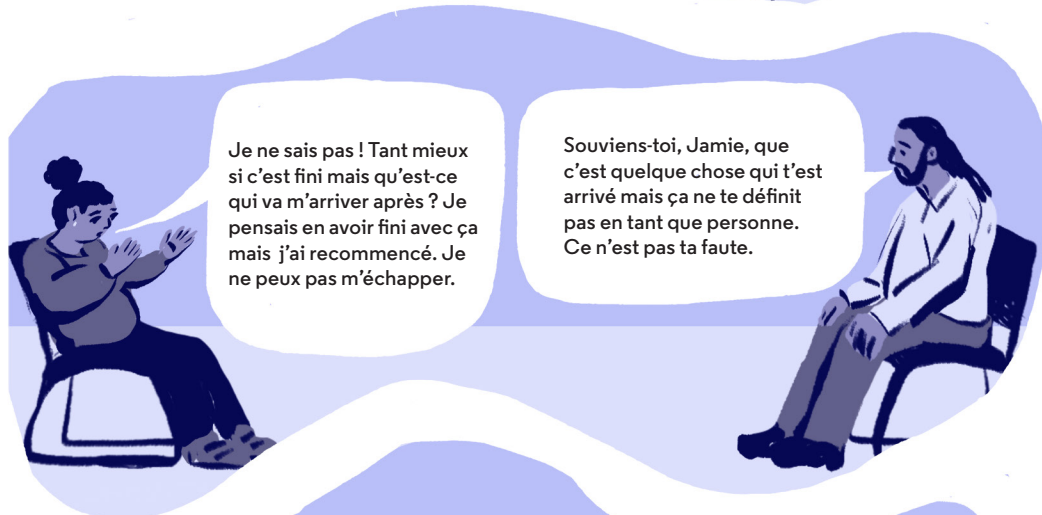 Je ne sais pas ! Tant mieux
si c'est fini mais qu'est-ce
qui va m'arriver après ? Je
pensais en avoir fini avec ça
mais j'ai recommencé. Je
ne peux pas m'échapper.
Souviens-toi, Jamie, que
c'est quelque chose qui t'est
arrivé mais ça ne te définit
pas en tant que personne.
Ce n'est pas ta faute.